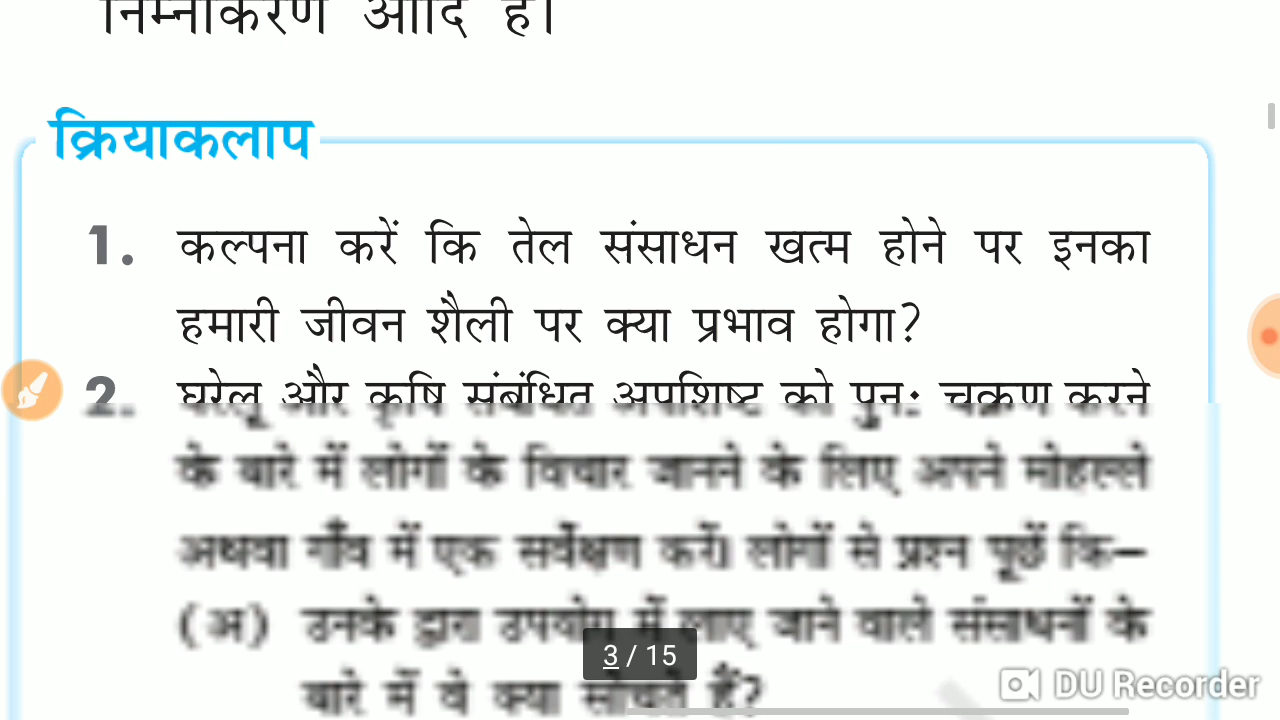 निम्नीकरण आदि हैं।
क्रियाकलाप
1. कल्पना करें कि तेल संसाधन खत्म होने पर इनका
हमारी जीवन शैली पर क्या प्रभाव होगा?
2. घरेलू और कृषि संबंधित अपशिष्ट को पुन: चक्रण करने
के बारे में लोगों के विचार जानने के लिए अपने मोहल्ले
अथवा गाँव में एक सर्वेक्षण करें। लोगों से प्रश्न पूछें कि–
(अ) उनके द्वारा उपयोग में लाए जाने वाले संसाधनों के
बारे में वे क्या सोचते हैं?
3 / 15
DU Recorder